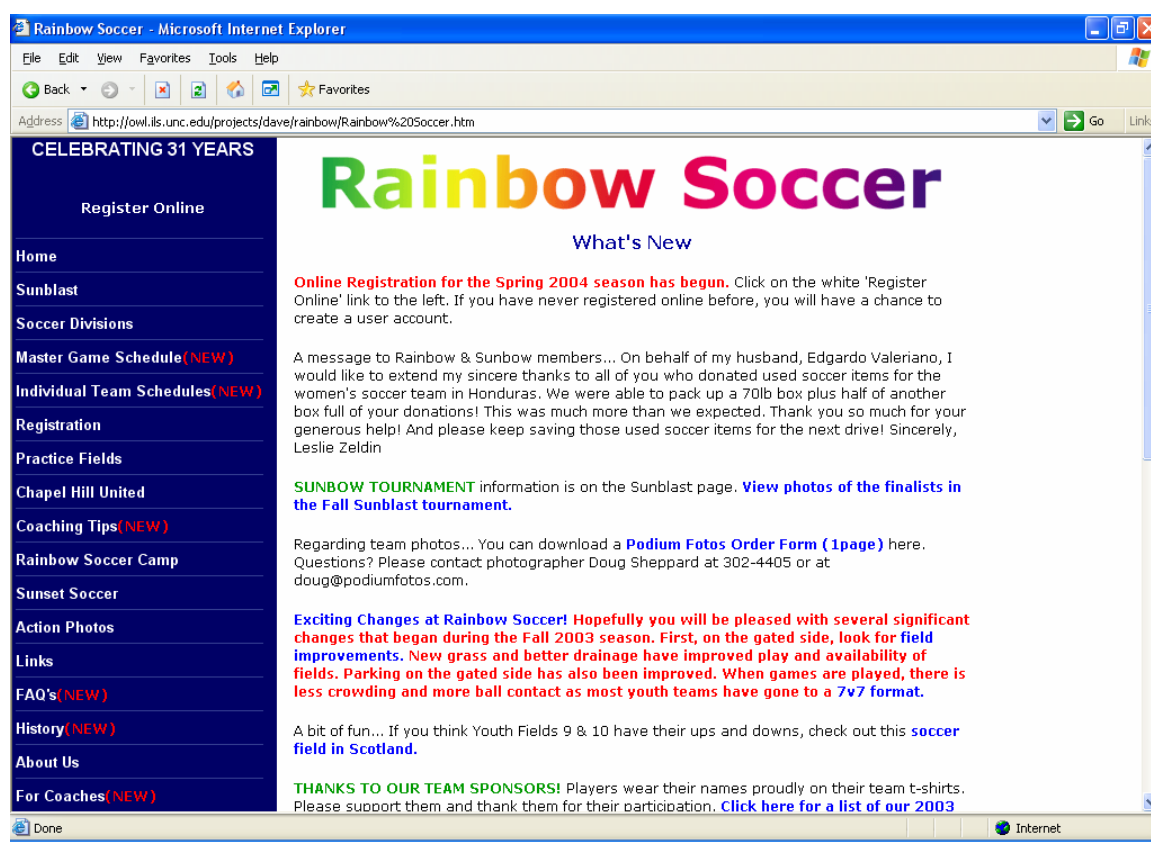 Rainbow Soccer - Microsoft Internet Explorer
File Edit View Favorites Tools Help
Back Favorites
Address http://owl.ils.unc.edu/projects/dave/rainbow/Rainbow%20Soccer.htm Go Link
CELEBRATING 31 YEARS
Register Online
Home
Sunblast
Soccer Divisions
Master Game Schedule(NEW)
Individual Team Schedules(NEW)
Registration
Practice Fields
Chapel Hill United
Coaching Tips(NEW)
Rainbow Soccer Camp
Sunset Soccer
Action Photos
Links
FAQ's(NEW)
History(NEW)
About Us
For Coaches(NEW)
Rainbow Soccer
What's New
Online Registration for the Spring 2004 season has begun. Click on the white 'Register
Online' link to the left. If you have never registered online before, you will have a chance to
create a user account.
A message to Rainbow & Sunbow members... On behalf of my husband, Edgardo Valeriano, I
would like to extend my sincere thanks to all of you who donated used soccer items for the
women's soccer team in Honduras. We were able to pack up a 70lb box plus half of another
box full of your donations! This was much more than we expected. Thank you so much for your
generous help! And please keep saving those used soccer items for the next drive! Sincerely,
Leslie Zeldin
SUNBOW TOURNAMENT information is on the Sunblast page. View photos of the finalists in
the Fall Sunblast tournament.
Regarding team photos... You can download a Podium Fotos Order Form (1page) here.
Questions? Please contact photographer Doug Sheppard at 302-4405 or at
doug@podiumfotos.com.
Exciting Changes at Rainbow Soccer! Hopefully you will be pleased with several significant
changes that began during the Fall 2003 season. First, on the gated side, look for field
improvements. New grass and better drainage have improved play and availability of
fields. Parking on the gated side has also been improved. When games are played, there is
less crowding and more ball contact as most youth teams have gone to a 7v7 format.
A bit of fun... If you think Youth Fields 9 & 10 have their ups and downs, check out this soccer
field in Scotland.
THANKS TO OUR TEAM SPONSORS! Players wear their names proudly on their team t-shirts.
Please support them and thank them for their participation. Click here for a list of our 2003
Done Internet